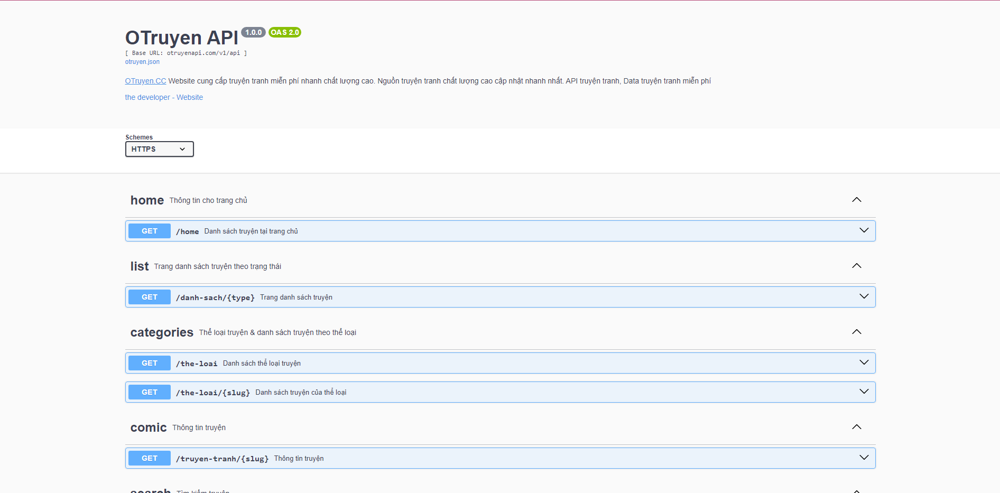 OTruyen API 1.0.0 OAS 2.0
[ Base URL: otruyenapi.com/v1/api ]
otruyen.json
OTruyen.CC Website cung cấp truyện tranh miễn phí nhanh chất lượng cao. Nguồn truyện tranh chất lượng cao cập nhật nhanh nhất. API truyện tranh, Data truyện tranh miễn phí
the developer - Website
Schemes
HTTPS
home Thông tin cho trang chủ
GET /home Danh sách truyện tại trang chủ
list Trang danh sách truyện theo trạng thái
GET /danh-sach/{type} Trang danh sách truyện
categories Thể loại truyện & danh sách truyện theo thể loại
GET /the-loai Danh sách thể loại truyện
GET /the-loai/{slug} Danh sách truyện của thể loại
comic Thông tin truyện
GET /truyen-tranh/{slug} Thông tin truyện
search Tìm kiếm truyện